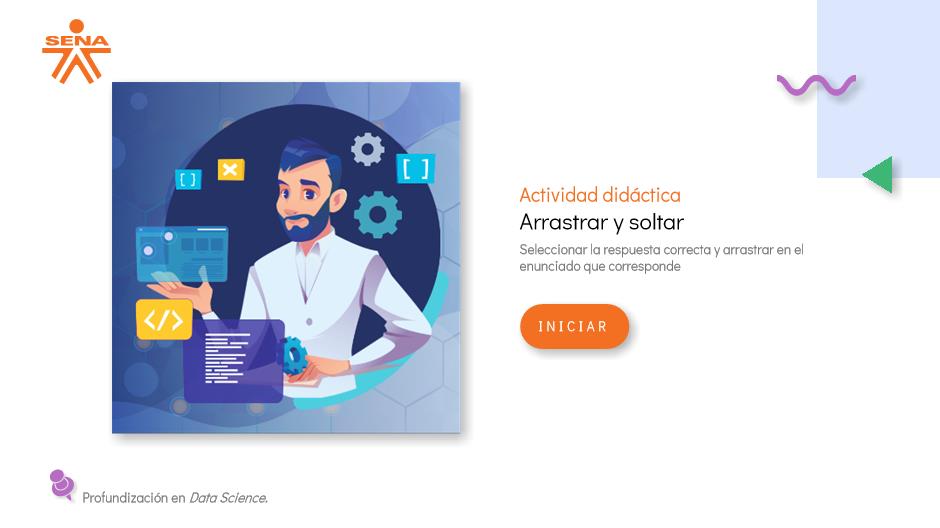 SENA
[ ]
[ ]
</>
Actividad didáctica
Arrastrar y soltar
Seleccionar la respuesta correcta y arrastrar en el
enunciado que corresponde
INICIAR
Profundización en Data Science.